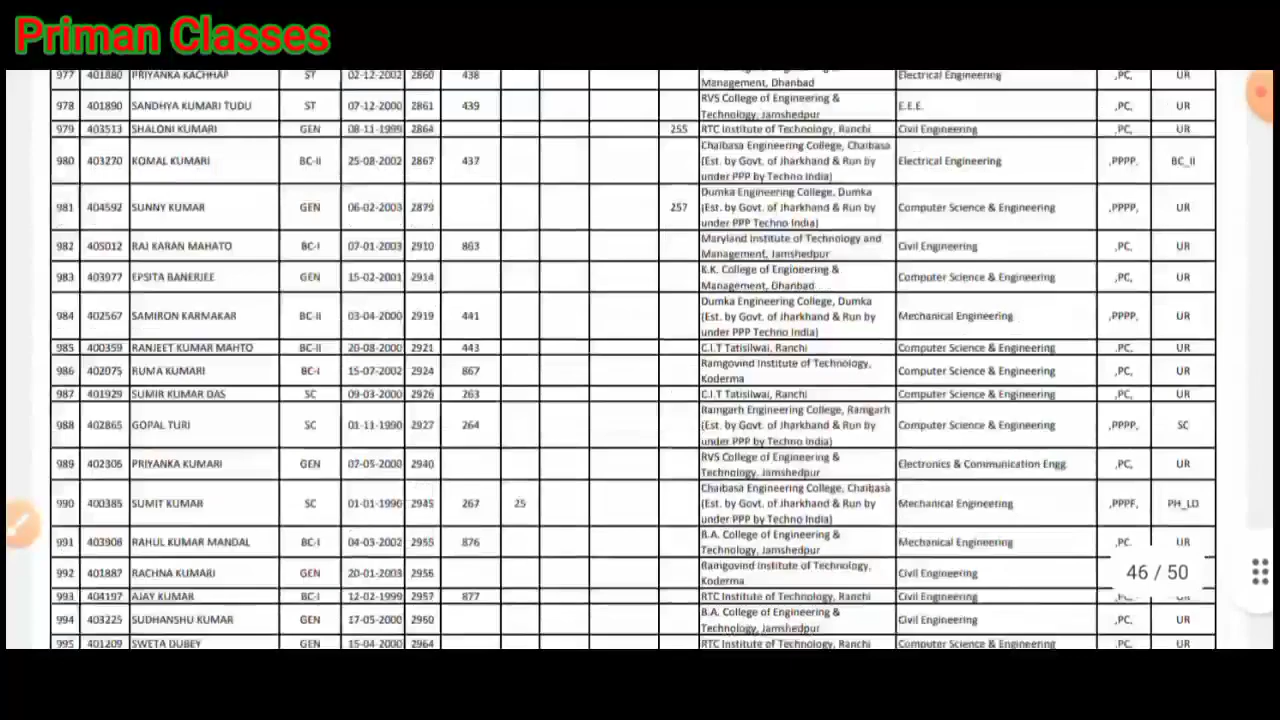 Priman Classes
977 401880 PRIYANKA KACHHAP ST 02-12-2002 2860 438 Management, Dhanbad Electrical Engineering ,PC, UR
978 401890 SANDHYA KUMARI TUDU ST 07-12-2000 2861 439 RVS College of Engineering & Technology, Jamshedpur E.E.E. ,PC, UR
979 403513 SHALONI KUMARI GEN 08-11-1999 2864 255 RTC Institute of Technology, Ranchi Civil Engineering ,PC, UR
980 403270 KOMAL KUMARI BC-II 25-08-2002 2867 437 Chaibasa Engineering College, Chaibasa (Est. by Govt. of Jharkhand & Run by under PPP by Techno India) Electrical Engineering ,PPPP, BC_II
981 404592 SUNNY KUMAR GEN 06-02-2003 2879 257 Dumka Engineering College, Dumka (Est. by Govt. of Jharkhand & Run by under PPP Techno India) Computer Science & Engineering ,PPPP, UR
982 405012 RAJ KARAN MAHATO BC-I 07-01-2003 2910 863 Maryland Institute of Technology and Management, Jamshedpur Civil Engineering ,PC, UR
983 403977 EPSITA BANERJEE GEN 15-02-2001 2914 K.K. College of Engineering & Management, Dhanbad Computer Science & Engineering ,PC, UR
984 402567 SAMIRON KARMAKAR BC-II 03-04-2000 2919 441 Dumka Engineering College, Dumka (Est. by Govt. of Jharkhand & Run by under PPP Techno India) Mechanical Engineering ,PPPP, UR
985 400359 RANJEET KUMAR MAHTO BC-II 20-08-2000 2921 443 C.I.T Tatisilwai, Ranchi Computer Science & Engineering ,PC, UR
986 402075 RUMA KUMARI BC-I 15-07-2002 2924 867 Ramgovind Institute of Technology, Koderma Computer Science & Engineering ,PC, UR
987 401929 SUMIR KUMAR DAS SC 09-03-2000 2926 263 C.I.T Tatisilwai, Ranchi Computer Science & Engineering ,PC, UR
988 402865 GOPAL TURI SC 01-11-1990 2927 264 Ramgarh Engineering College, Ramgarh (Est. by Govt. of Jharkhand & Run by under PPP by Techno India) Computer Science & Engineering ,PPPP, SC
989 402306 PRIYANKA KUMARI GEN 07-05-2000 2940 RVS College of Engineering & Technology, Jamshedpur Electronics & Communication Engg. ,PC, UR
990 400385 SUMIT KUMAR SC 01-01-1990 2945 267 25 Chaibasa Engineering College, Chaibasa (Est. by Govt. of Jharkhand & Run by under PPP by Techno India) Mechanical Engineering ,PPPF, PH_LD
991 403908 RAHUL KUMAR MANDAL BC-I 04-03-2002 2955 876 B.A. College of Engineering & Technology, Jamshedpur Mechanical Engineering ,PC, UR
992 401887 RACHNA KUMARI GEN 20-01-2003 2956 Ramgovind Institute of Technology, Koderma Civil Engineering
46 / 50
993 404197 AJAY KUMAR BC-I 12-02-1999 2957 877 RTC Institute of Technology, Ranchi Civil Engineering
994 403225 SUDHANSHU KUMAR GEN 17-05-2000 2960 B.A. College of Engineering & Technology, Jamshedpur Civil Engineering ,PC, UR
995 401209 SWETA DUBEY GEN 15-04-2000 2964 RTC Institute of Technology, Ranchi Computer Science & Engineering ,PC, UR